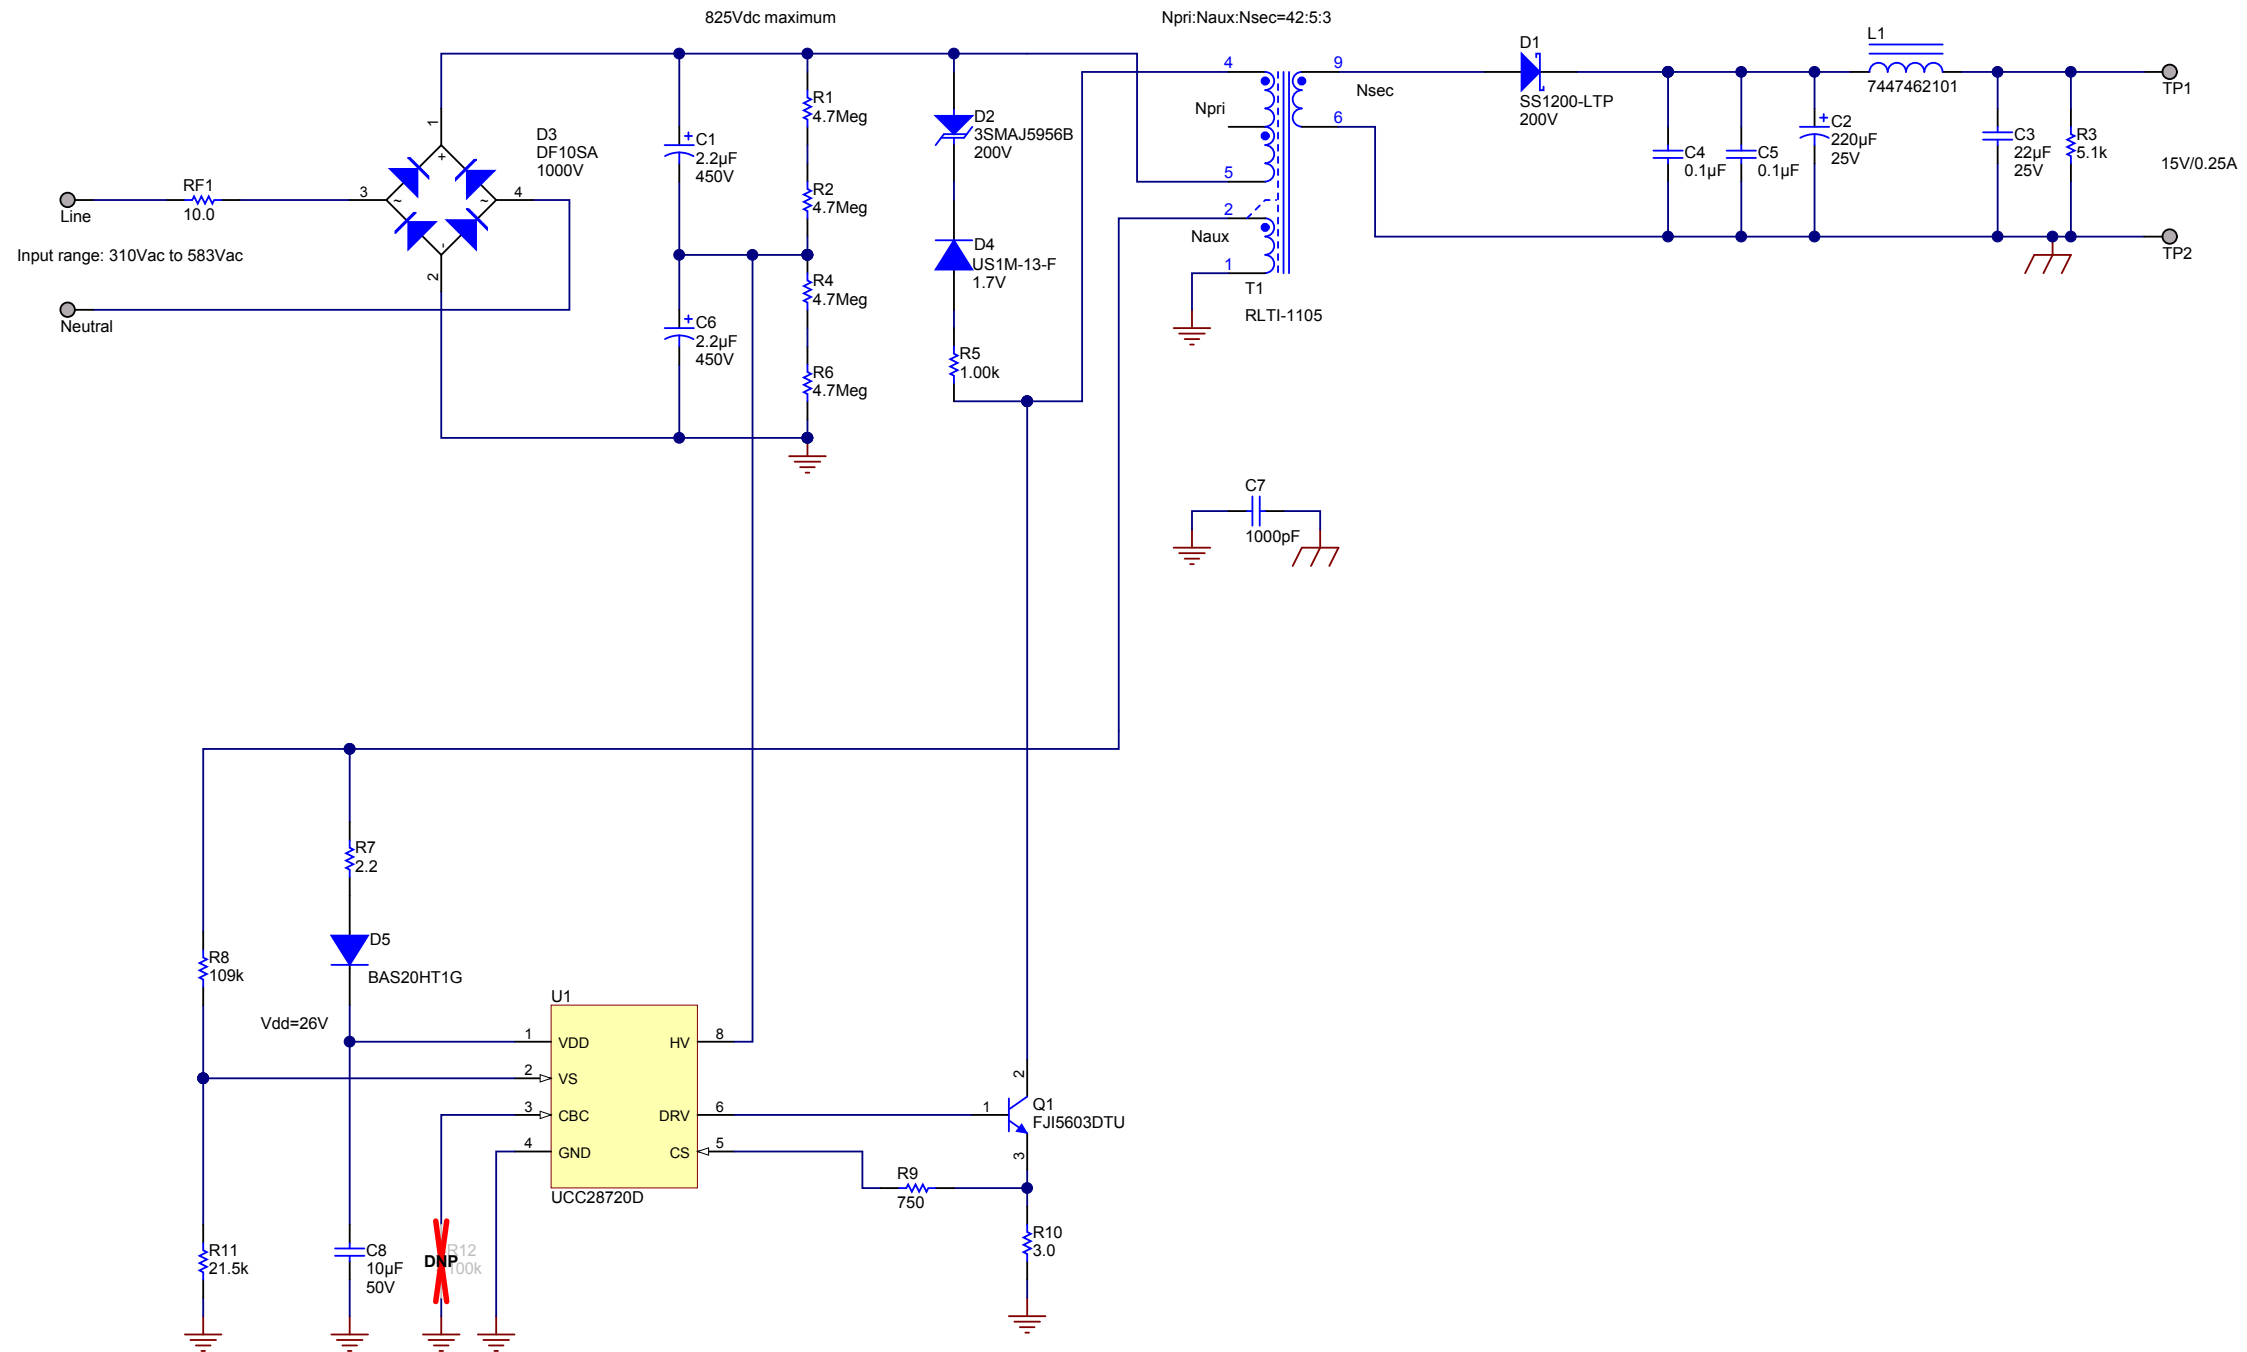 825Vdc maximum
Npri:Naux:Nsec=42:5:3
Line
RF1
10.0
Input range: 310Vac to 583Vac
Neutral
D3
DF10SA
1000V
1
2
3
4
+
-
~
~
+
C1
2.2µF
450V
+
C6
2.2µF
450V
R1
4.7Meg
R2
4.7Meg
R4
4.7Meg
R6
4.7Meg
D2
3SMAJ5956B
200V
D4
US1M-13-F
1.7V
R5
1.00k
4
Npri
5
2
Naux
1
T1
RLTI-1105
9
Nsec
6
D1
SS1200-LTP
200V
C4
0.1µF
C5
0.1µF
+
C2
220µF
25V
L1
7447462101
C3
22µF
25V
R3
5.1k
TP1
15V/0.25A
TP2
C7
1000pF
R7
2.2
D5
BAS20HT1G
R8
109k
Vdd=26V
U1
1
VDD
2
VS
3
CBC
4
GND
HV
8
DRV
6
CS
5
UCC28720D
R9
750
2
1
3
Q1
FJI5603DTU
R10
3.0
R11
21.5k
C8
10µF
50V
R12
100k
DNP